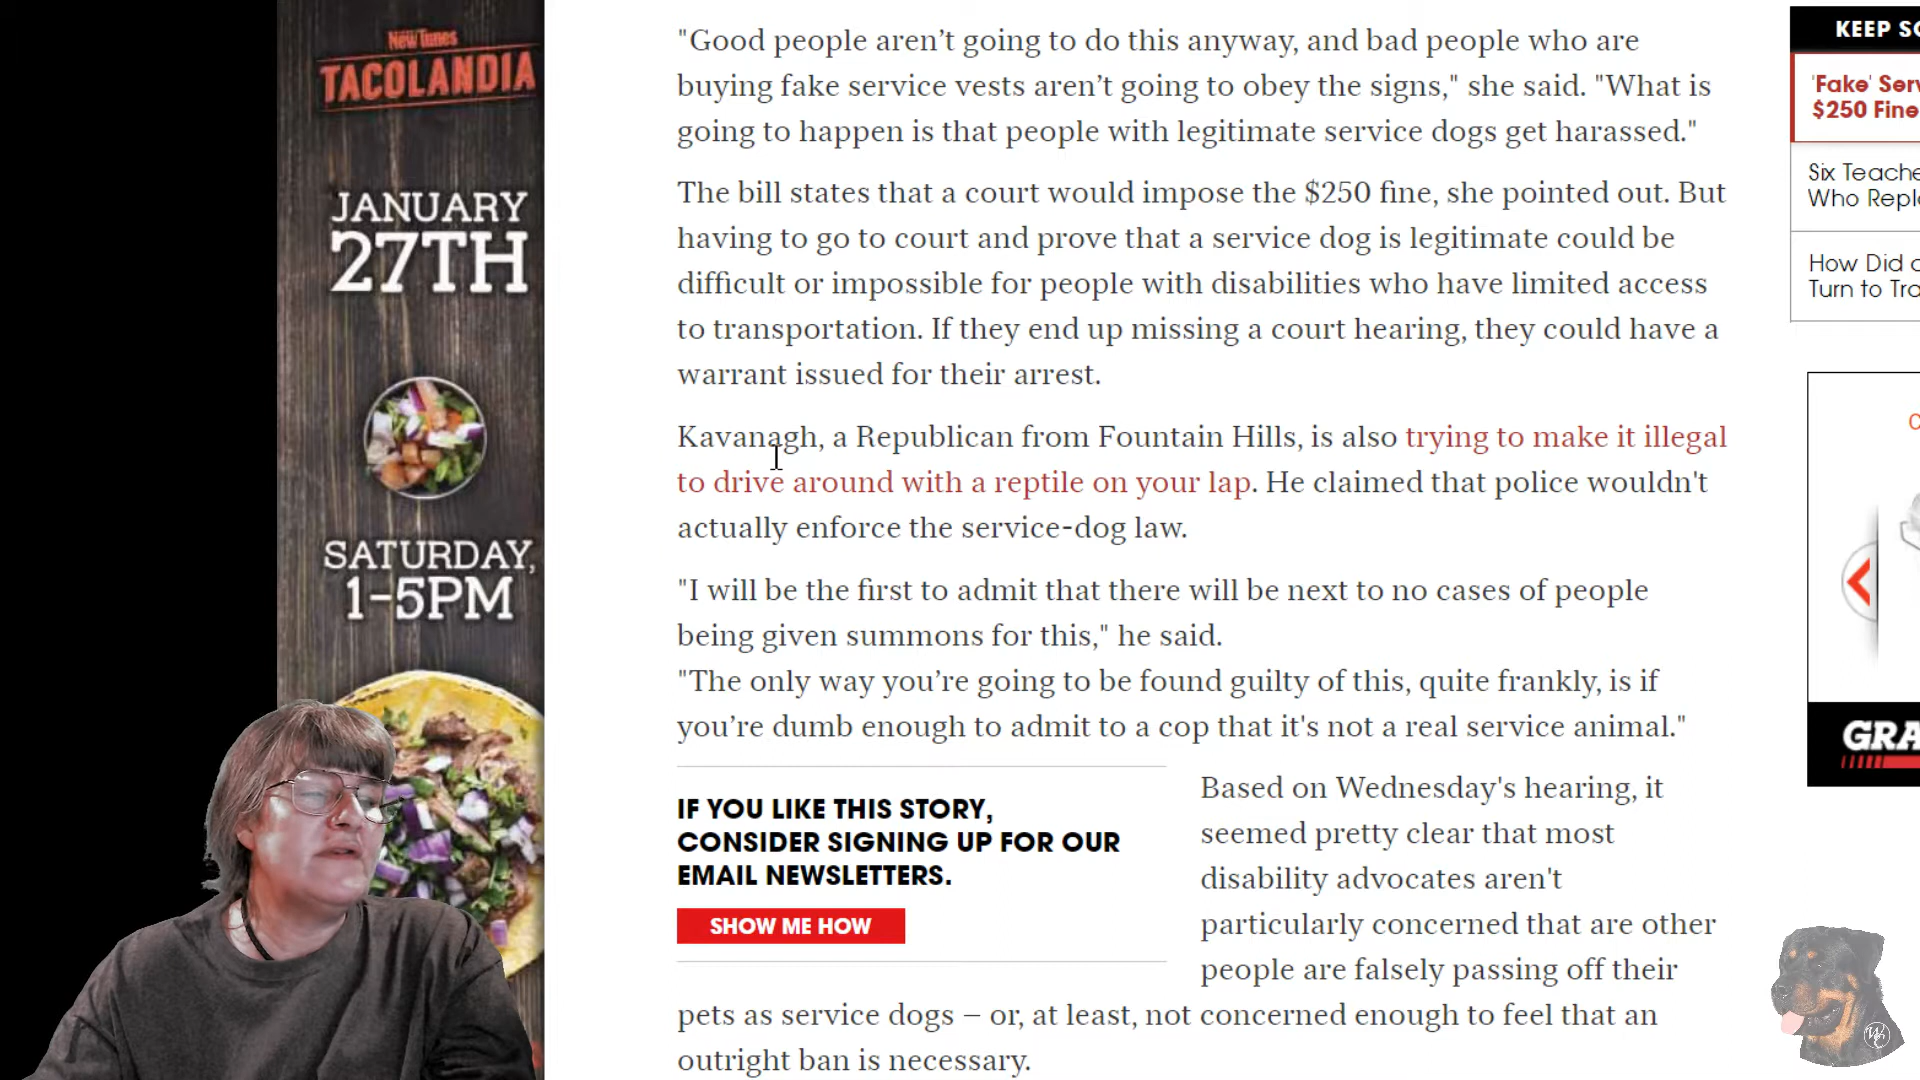 New Times
TACOLANDIA
JANUARY
27TH
SATURDAY,
1-5PM
"Good people aren’t going to do this anyway, and bad people who are
buying fake service vests aren’t going to obey the signs," she said. "What is
going to happen is that people with legitimate service dogs get harassed."
The bill states that a court would impose the $250 fine, she pointed out. But
having to go to court and prove that a service dog is legitimate could be
difficult or impossible for people with disabilities who have limited access
to transportation. If they end up missing a court hearing, they could have a
warrant issued for their arrest.
Kavanagh, a Republican from Fountain Hills, is also trying to make it illegal
to drive around with a reptile on your lap. He claimed that police wouldn't
actually enforce the service-dog law.
"I will be the first to admit that there will be next to no cases of people
being given summons for this," he said.
"The only way you’re going to be found guilty of this, quite frankly, is if
you’re dumb enough to admit to a cop that it's not a real service animal."
IF YOU LIKE THIS STORY,
CONSIDER SIGNING UP FOR OUR
EMAIL NEWSLETTERS.
SHOW ME HOW
Based on Wednesday's hearing, it
seemed pretty clear that most
disability advocates aren't
particularly concerned that are other
people are falsely passing off their
pets as service dogs — or, at least, not concerned enough to feel that an
outright ban is necessary.
KEEP
'Fake'
$250 Fine
Six
Who
How Did
Turn to